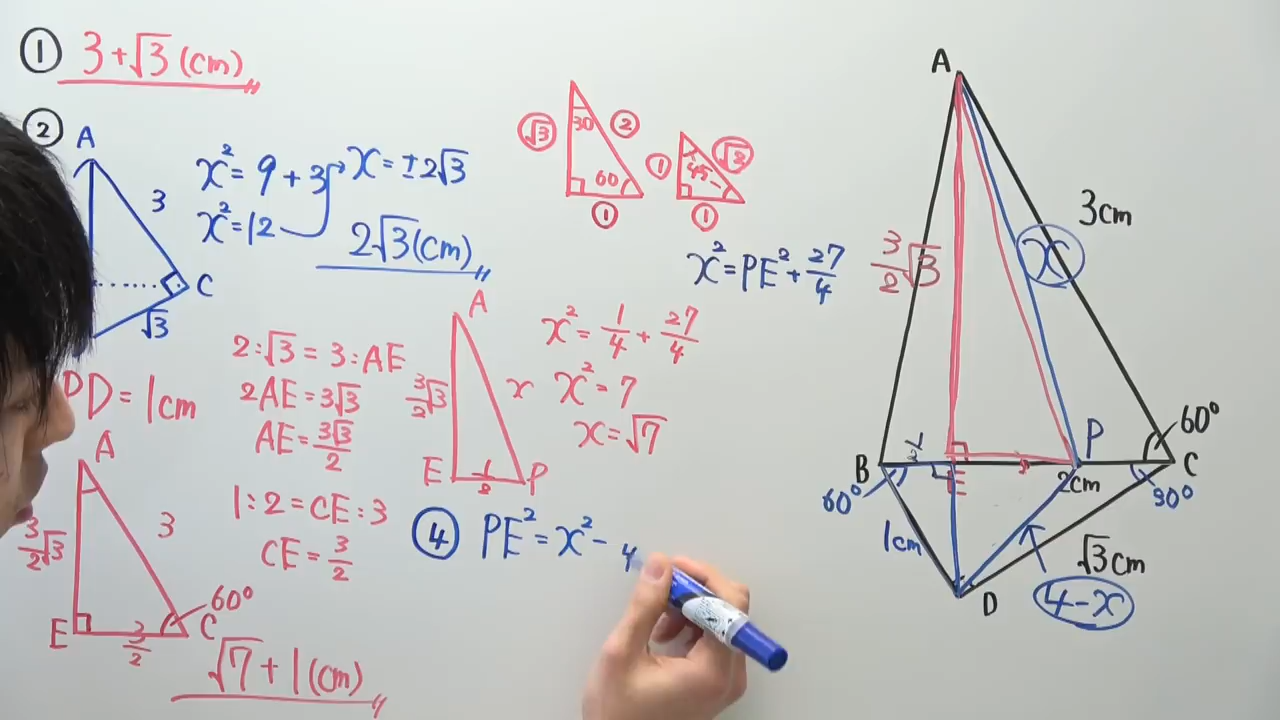 ① 3+√3 (cm)
②
A
3
C
√3
x²=9+3
x²=12
x=±2√3
2√3(cm)
√3
30
②
60
①
①
45
①
x²=PE²+27/4
PD=1cm
A
3/2√3
3
60°
E
3/2
C
2:√3=3:AE
2AE=3√3
AE=3√3/2
1:2=CE:3
CE=3/2
√7+1(cm)
A
3/2√3
x
E
1/2
P
x²=1/4+27/4
x²=7
x=√7
④ PE²=x²-4
A
3cm
3/2√3
x
60°
P
B
1/2
E
2cm
C
60°
30°
1cm
√3cm
D
4-x